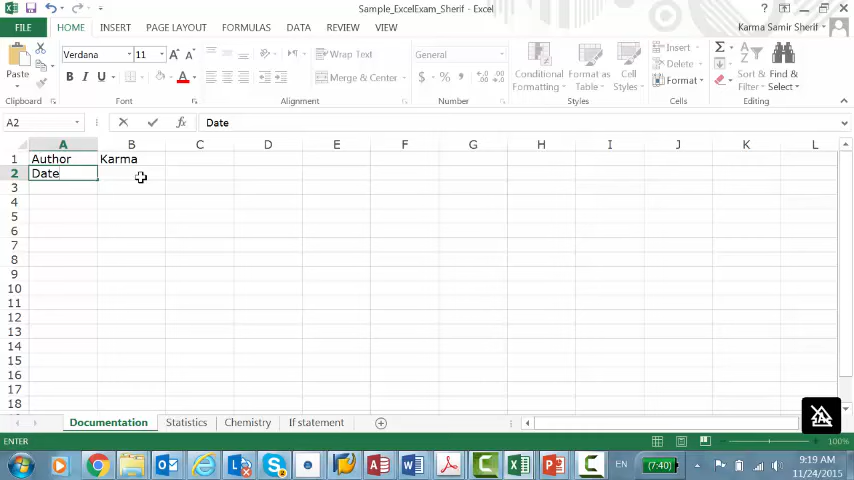 Sample_ExcelExam_Sherif - Excel
FILE HOME INSERT PAGE LAYOUT FORMULAS DATA REVIEW VIEW
Karma Samir Sherif
Verdana 11
Wrap Text
General
Insert
Paste
B I U A
Merge & Center
$ % ,
Conditional Formatting
Format as Table
Cell Styles
Delete
Format
Sort & Filter
Find & Select
Clipboard Font Alignment Number Styles Cells Editing
A2 fx Date
A B C D E F G H I J K L
1 Author Karma
2 Date
3
4
5
6
7
8
9
10
11
12
13
14
15
16
17
18
Documentation Statistics Chemistry If statement
ENTER 100%
EN (7:40) 9:19 AM
11/24/2015